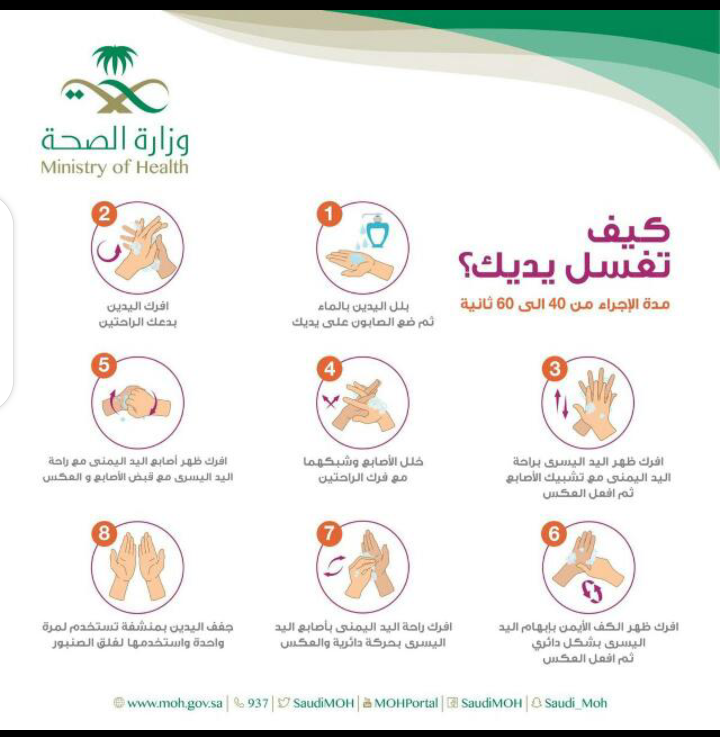 وزارة الصحة
Ministry of Health
كيف
تغسل يديك؟
مدة الإجراء من 40 الى 60 ثانية
1
بلل اليدين بالماء
ثم ضع الصابون على يديك
2
افرك اليدين
بدعك الراحتين
3
افرك ظهر اليد اليسرى براحة
اليد اليمنى مع تشبيك الأصابع
ثم افعل العكس
4
خلل الأصابع وشبكهما
مع فرك الراحتين
5
افرك ظهر أصابع اليد اليمنى مع راحة
اليد اليسرى مع قبض الأصابع و العكس
6
افرك ظهر الكف الأيمن بإبهام اليد
اليسرى بشكل دائري
ثم افعل العكس
7
افرك راحة اليد اليمنى بأصابع اليد
اليسرى بحركة دائرية والعكس
8
جفف اليدين بمنشفة تستخدم لمرة
واحدة واستخدمها لغلق الصنبور
www.moh.gov.sa | 937 | SaudiMOH | MOHPortal | SaudiMOH | Saudi_Moh